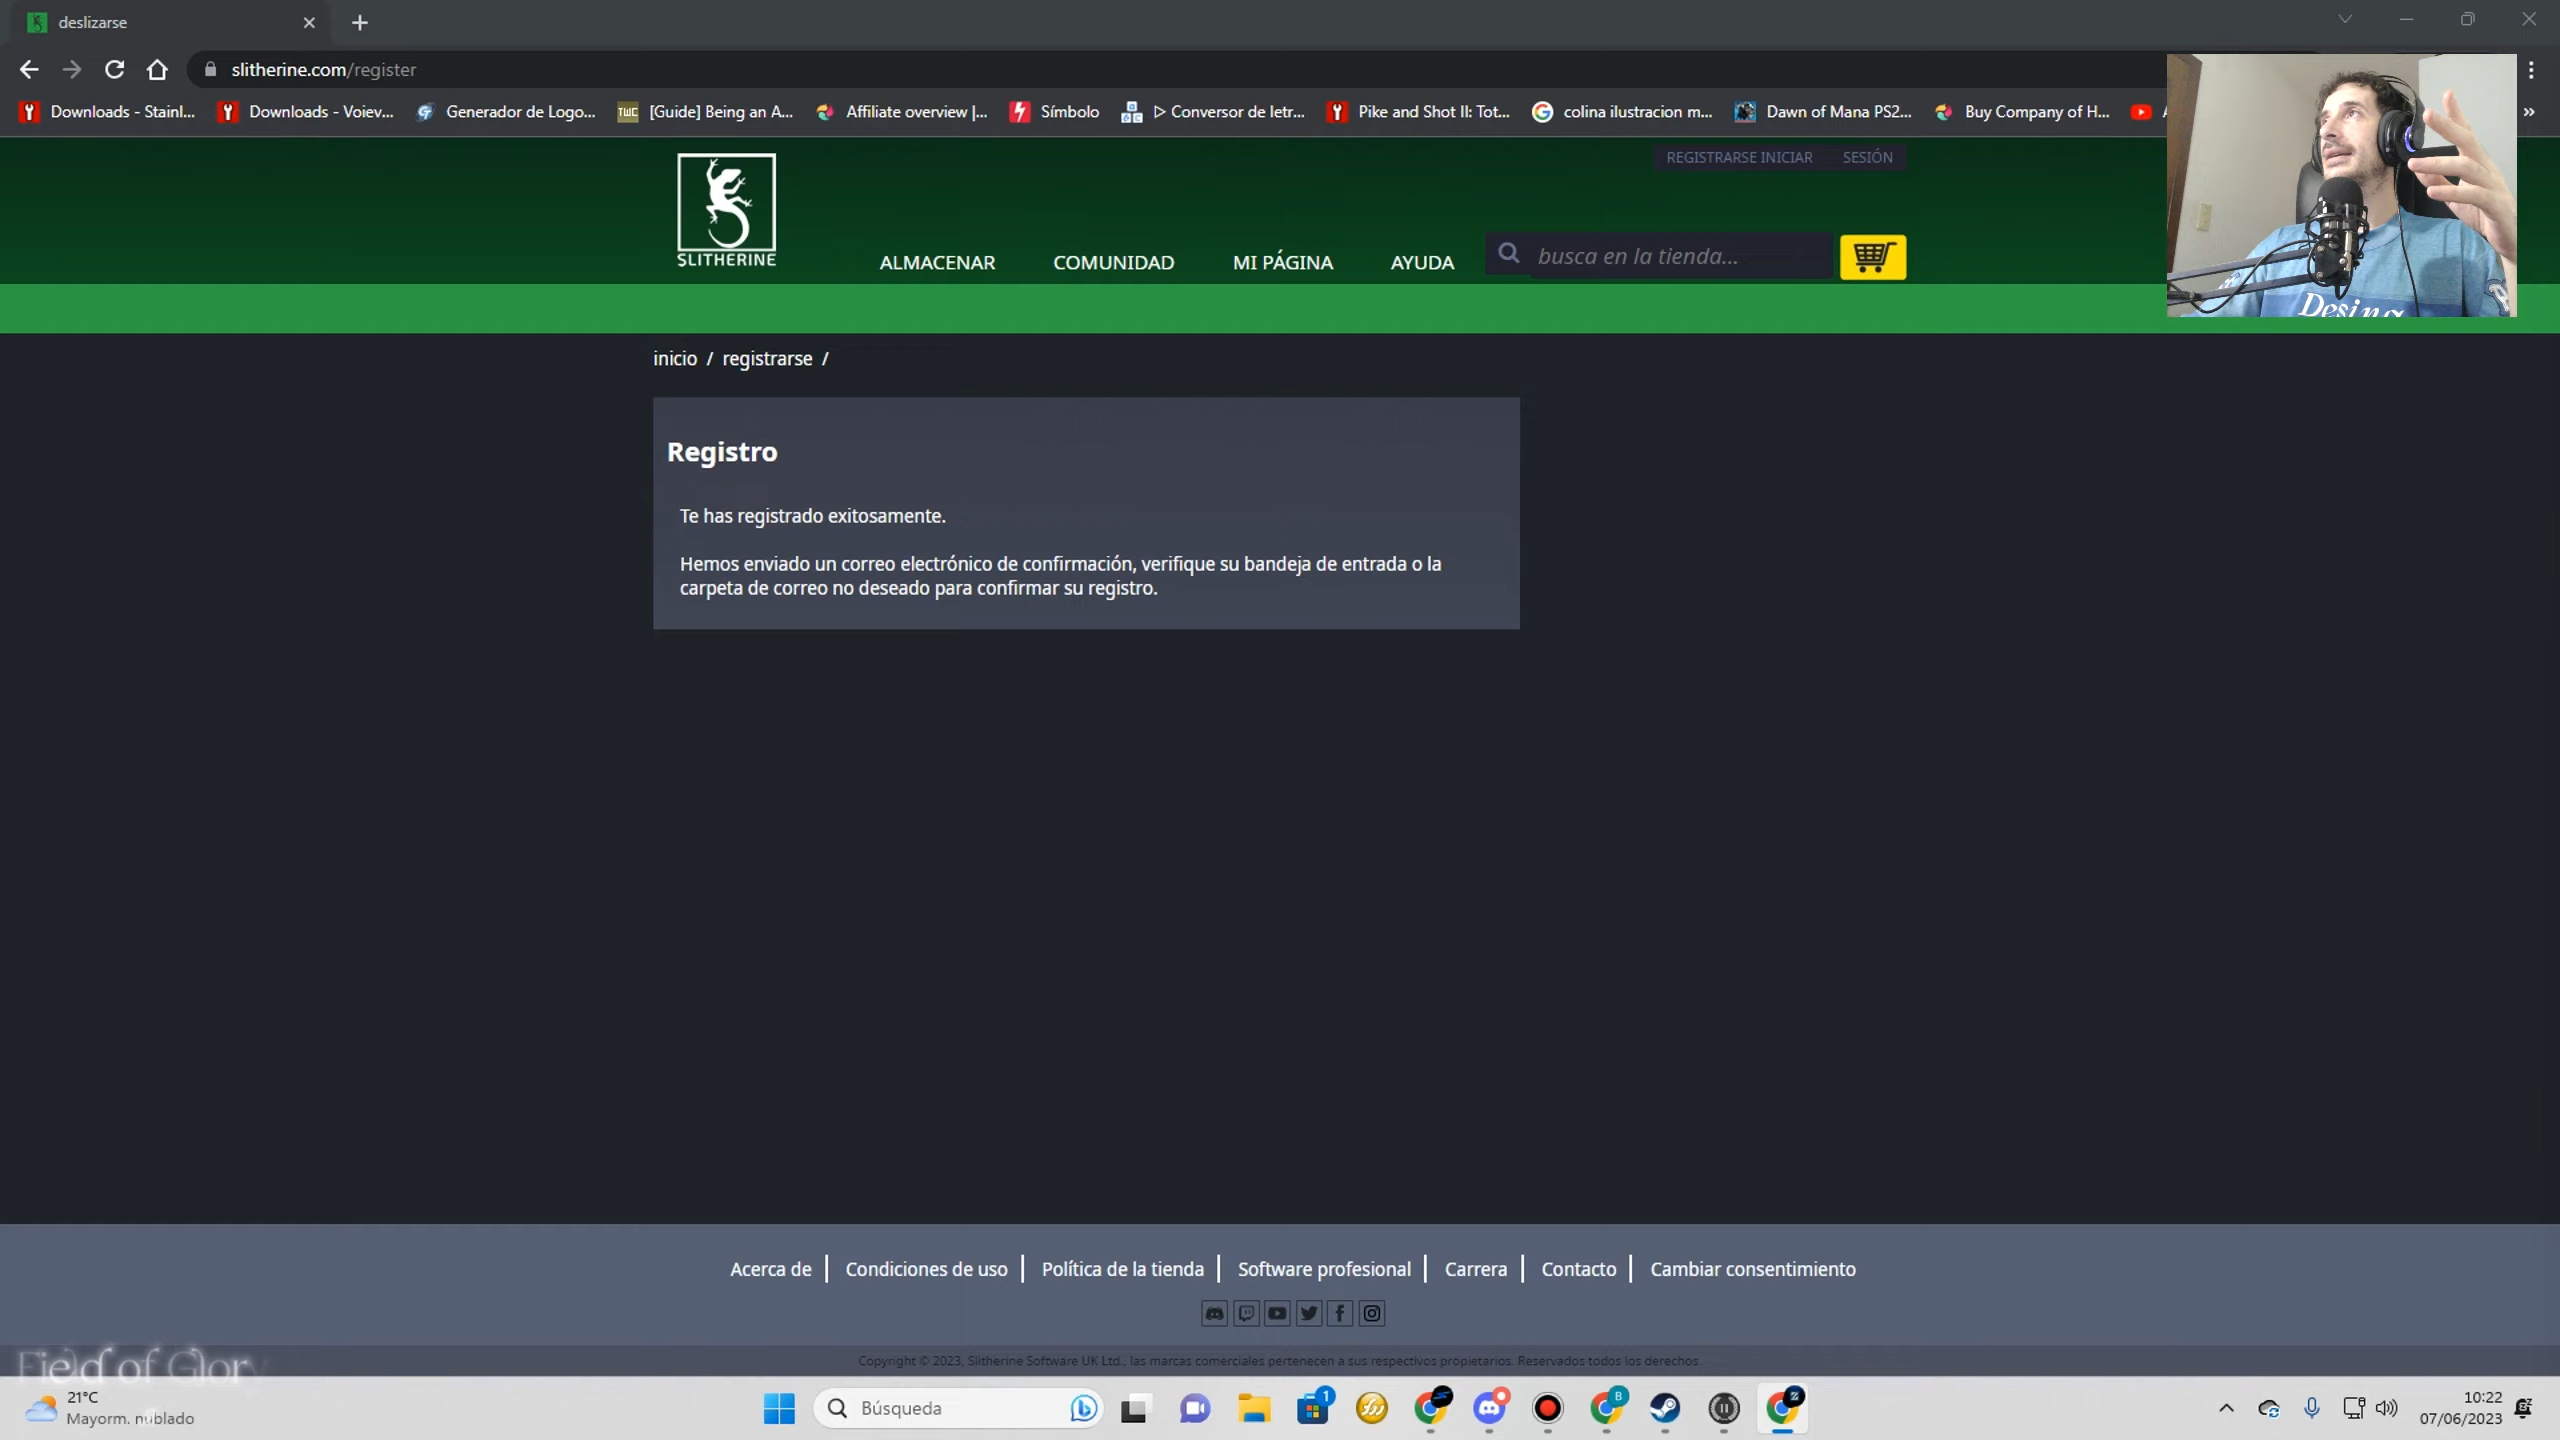 deslizarse
slitherine.com/register
Downloads - Stainl...
Downloads - Voiev...
Generador de Logo...
TWC
[Guide] Being an A...
Affiliate overview |...
Símbolo
▷ Conversor de letr...
Pike and Shot II: Tot...
colina ilustracion m...
Dawn of Mana PS2...
Buy Company of H...
REGISTRARSE INICIAR SESIÓN
SLITHERINE
ALMACENAR
COMUNIDAD
MI PÁGINA
AYUDA
busca en la tienda...
Desing
inicio / registrarse /
Registro
Te has registrado exitosamente.
Hemos enviado un correo electrónico de confirmación, verifique su bandeja de entrada o la
carpeta de correo no deseado para confirmar su registro.
Acerca de
Condiciones de uso
Política de la tienda
Software profesional
Carrera
Contacto
Cambiar consentimiento
Copyright © 2023, Slitherine Software UK Ltd., las marcas comerciales pertenecen a sus respectivos propietarios. Reservados todos los derechos.
Field of Glory
21°C
Mayorm. nublado
Búsqueda
1
B
10:22
07/06/2023